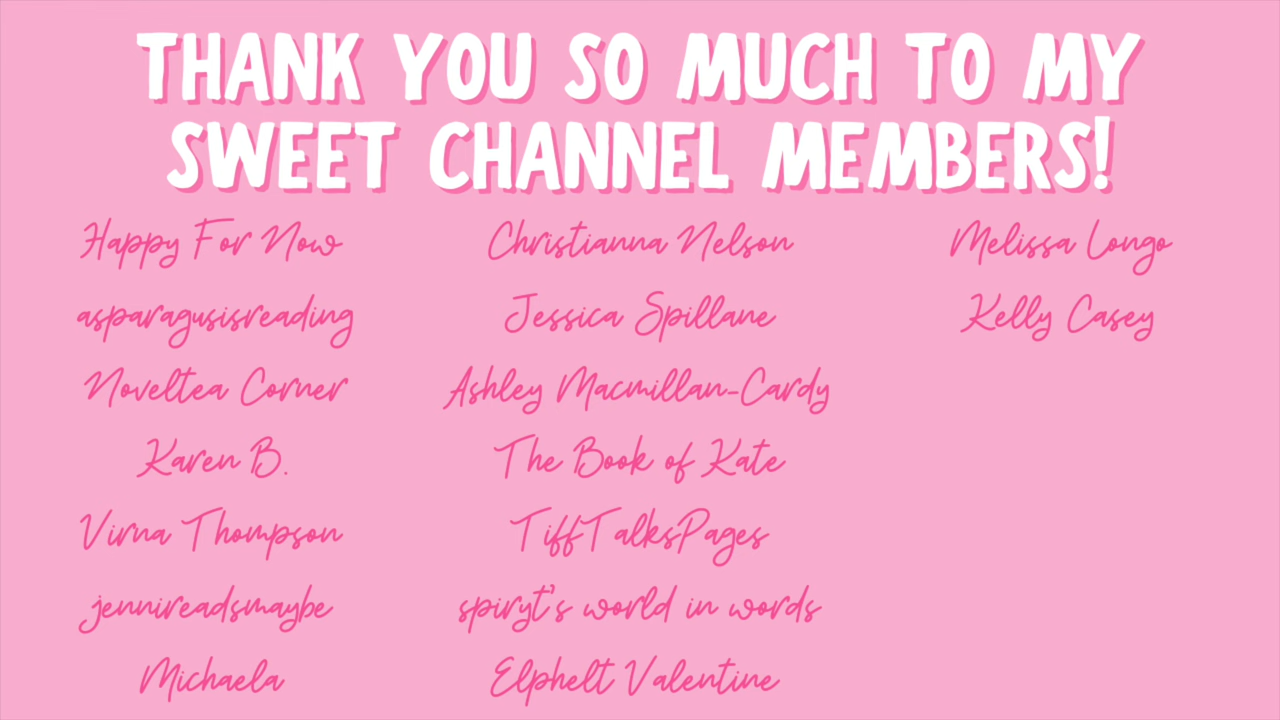 THANK YOU SO MUCH TO MY
SWEET CHANNEL MEMBERS!
Happy For Now
asparagusisreading
Noveltea Corner
Karen B.
Virna Thompson
jennireadsmaybe
Michaela
Christianna Nelson
Jessica Spillane
Ashley Macmillan-Cardy
The Book of Kate
TiffTalksPages
spiryt's world in words
Elphelt Valentine
Melissa Longo
Kelly Casey